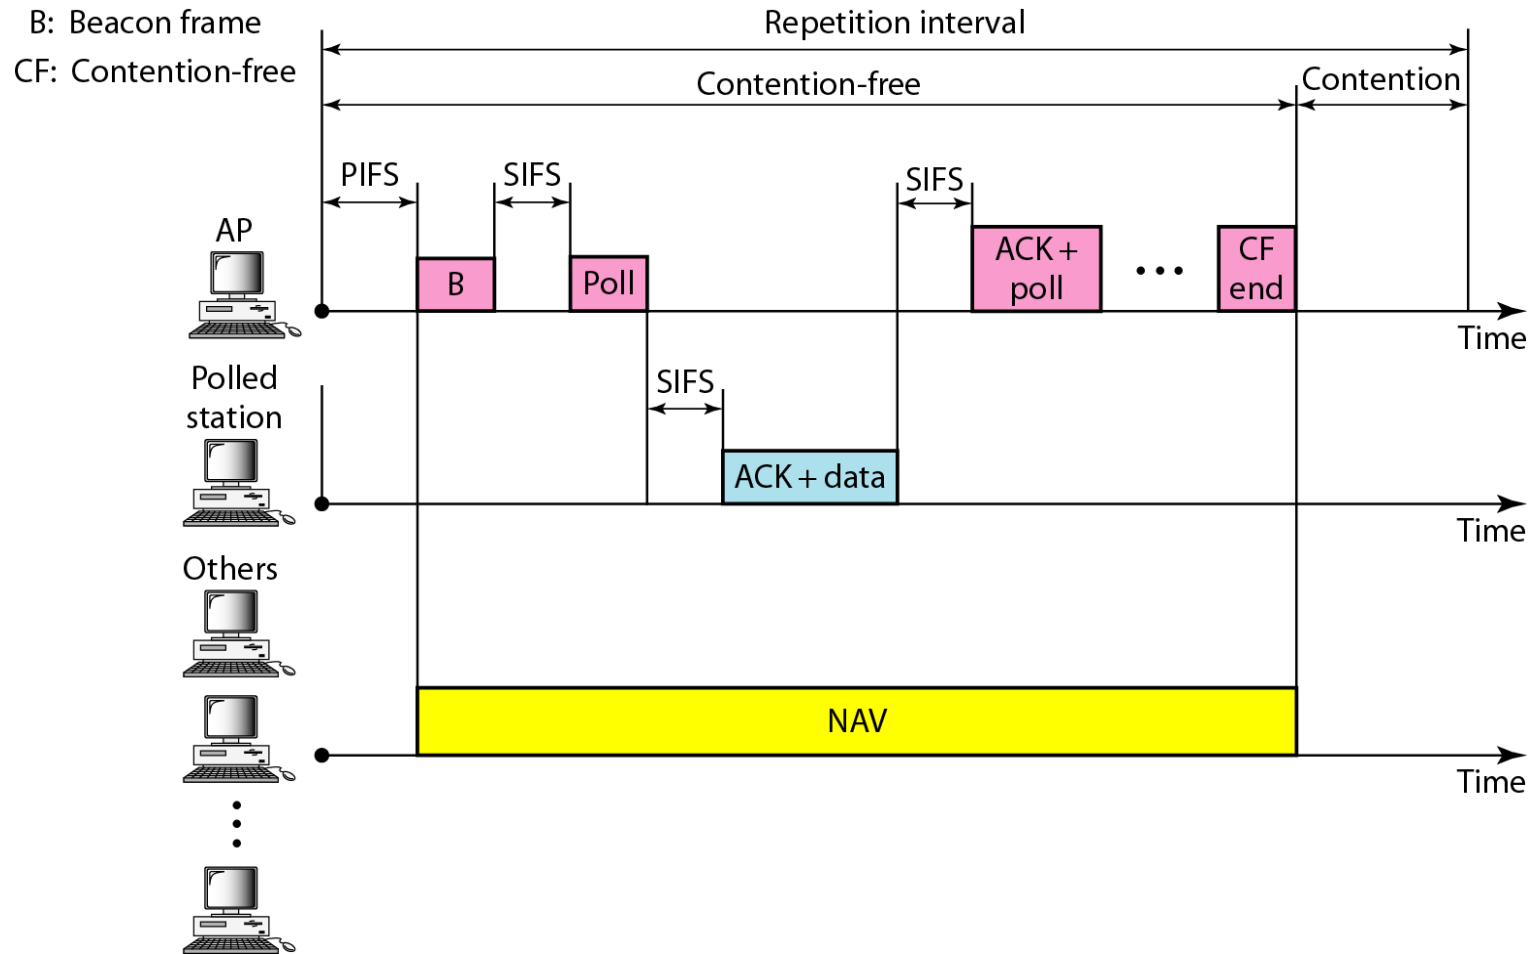 B: Beacon frame
Repetition interval
CF: Contention-free
Contention-free
Contention
PIFS
SIFS
SIFS
AP
B
Poll
ACK +
poll
CF
end
Time
Polled
station
SIFS
ACK + data
Time
Others
NAV
Time